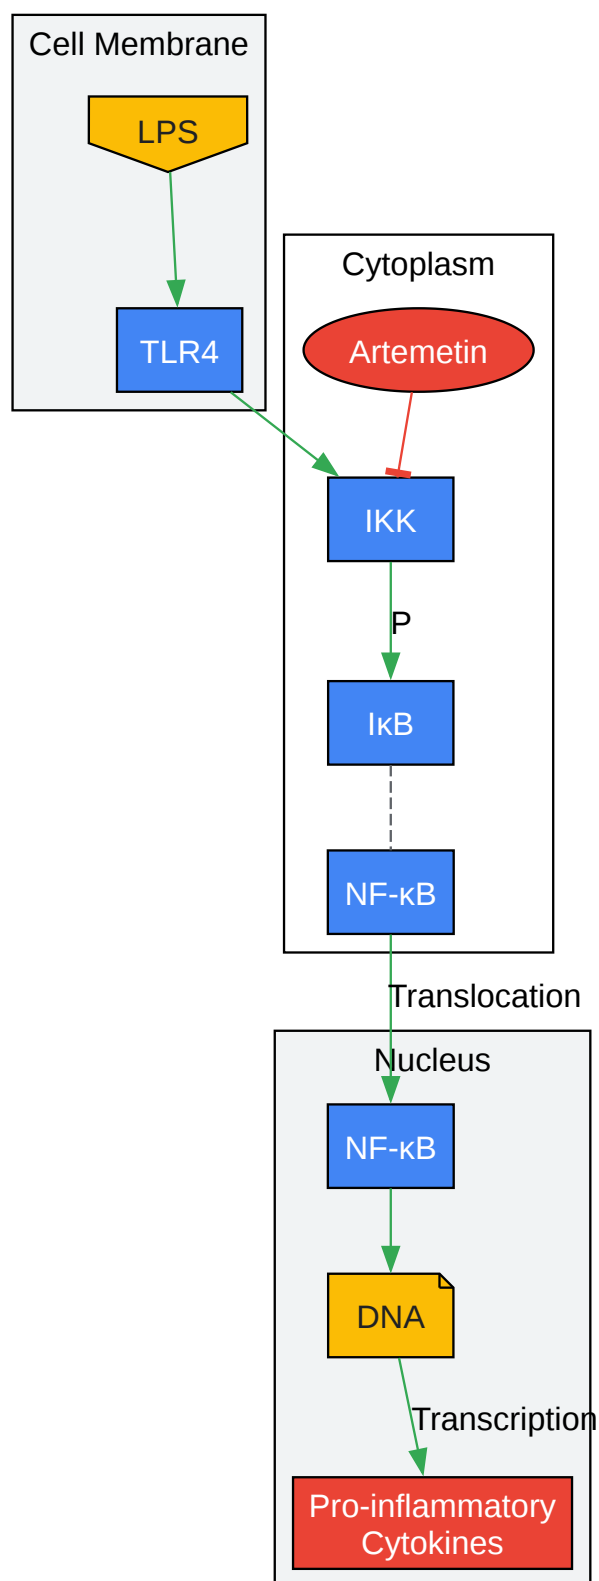 Cell Membrane
LPS
TLR4
Cytoplasm
Artemetin
IKK
P
IκB
NF-κB
Translocation
Nucleus
NF-κB
DNA
Transcription
Pro-inflammatory
Cytokines